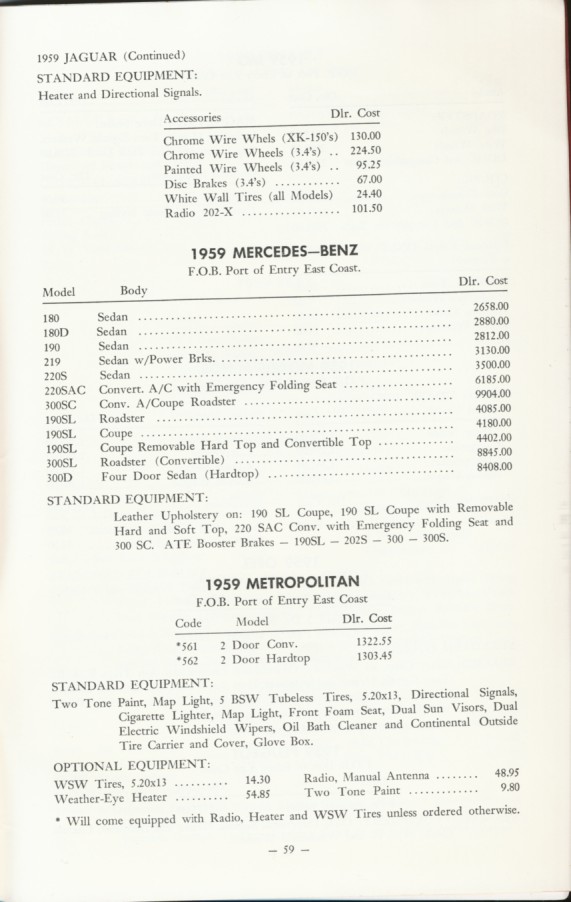 1959 JAGUAR (Continued)
STANDARD EQUIPMENT:
Heater and Directional Signals.
Accessories Dlr. Cost
Chrome Wire Whels (XK-150's) 130.00
Chrome Wire Wheels (3.4's) .. 224.50
Painted Wire Wheels (3.4's) .. 95.25
Disc Brakes (3.4's) ............ 67.00
White Wall Tires (all Models) 24.40
Radio 202-X .................. 101.50
1959 MERCEDES—BENZ
F.O.B. Port of Entry East Coast.
Model Body Dlr. Cost
180 Sedan .................................................. 2658.00
180D Sedan .................................................. 2880.00
190 Sedan .................................................. 2812.00
219 Sedan w/Power Brks. ..................................... 3130.00
220S Sedan .................................................. 3500.00
220SAC Convert. A/C with Emergency Folding Seat .................. 6185.00
300SC Conv. A/Coupe Roadster .................................. 9904.00
190SL Roadster ............................................... 4085.00
190SL Coupe .................................................. 4180.00
190SL Coupe Removable Hard Top and Convertible Top .............. 4402.00
300SL Roadster (Convertible) ................................... 8845.00
300D Four Door Sedan (Hardtop) .............................. 8408.00
STANDARD EQUIPMENT:
Leather Upholstery on: 190 SL Coupe, 190 SL Coupe with Removable
Hard and Soft Top, 220 SAC Conv. with Emergency Folding Seat and
300 SC. ATE Booster Brakes — 190SL — 202S — 300 — 300S.
1959 METROPOLITAN
F.O.B. Port of Entry East Coast
Code Model Dlr. Cost
*561 2 Door Conv. 1322.55
*562 2 Door Hardtop 1303.45
STANDARD EQUIPMENT:
Two Tone Paint, Map Light, 5 BSW Tubeless Tires, 5.20x13, Directional Signals,
Cigarette Lighter, Map Light, Front Foam Seat, Dual Sun Visors, Dual
Electric Windshield Wipers, Oil Bath Cleaner and Continental Outside
Tire Carrier and Cover, Glove Box.
OPTIONAL EQUIPMENT:
WSW Tires, 5.20x13 .......... 14.30 Radio, Manual Antenna ........ 48.95
Weather-Eye Heater .......... 54.85 Two Tone Paint ............. 9.80
* Will come equipped with Radio, Heater and WSW Tires unless ordered otherwise.
— 59 —